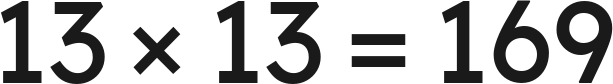 13 × 13 = 169